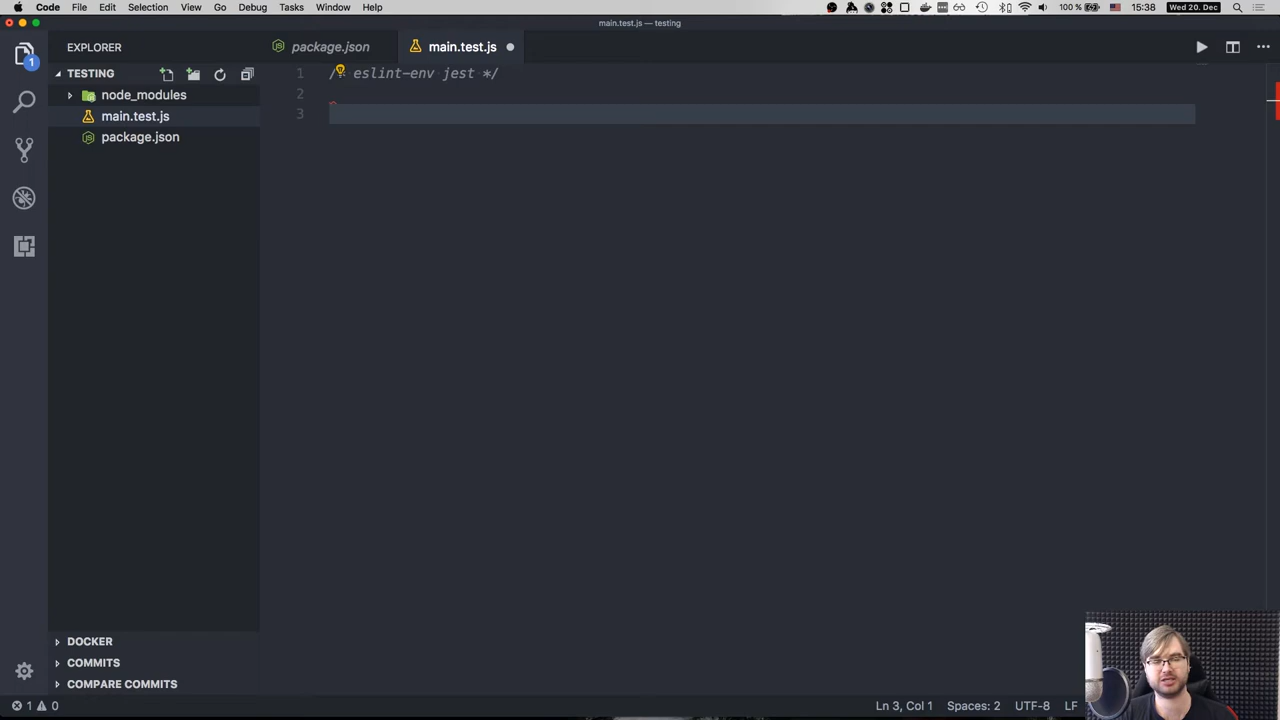 Code File Edit Selection View Go Debug Tasks Window Help 100 % 15:38 Wed 20. Dec
main.test.js — testing
EXPLORER
package.json
main.test.js
TESTING
node_modules
main.test.js
package.json
1 / eslint-env jest */
2
3
1
DOCKER
COMMITS
COMPARE COMMITS
1 0 Ln 3, Col 1 Spaces: 2 UTF-8 LF